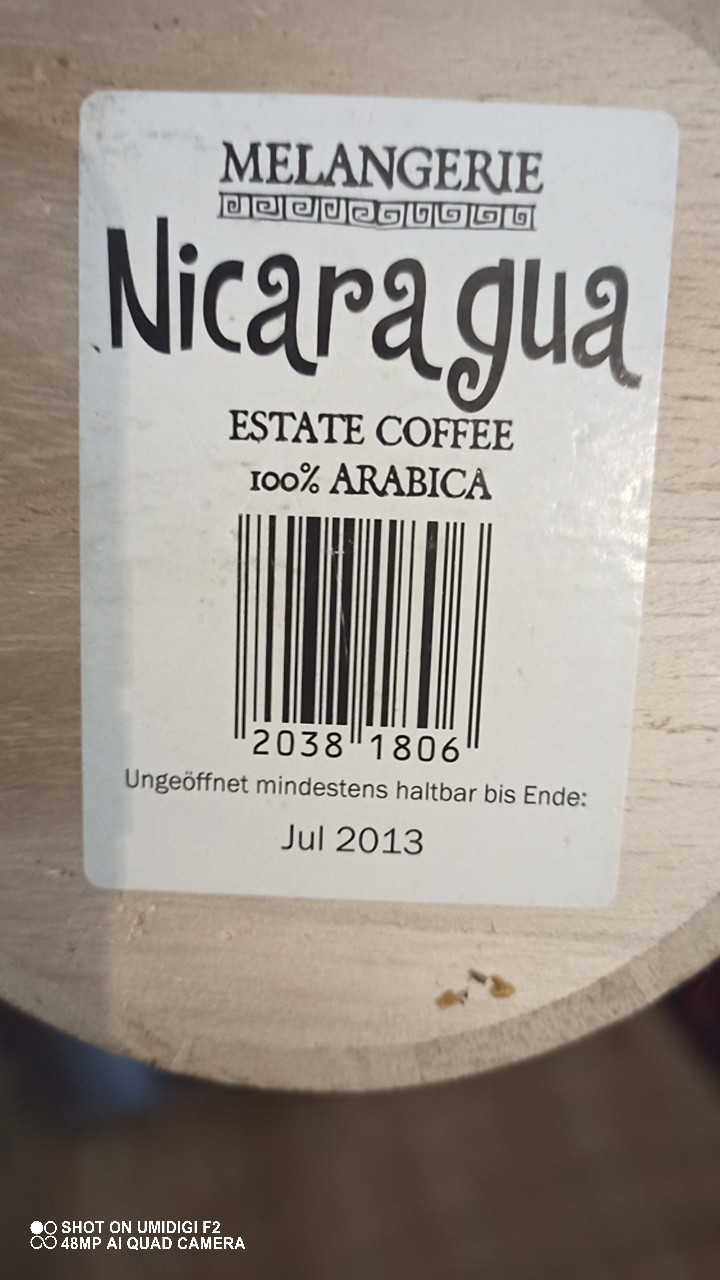 MELANGERIE
Nicaragua
ESTATE COFFEE
100% ARABICA
2038 1806
Ungeöffnet mindestens haltbar bis Ende:
Jul 2013
SHOT ON UMIDIGI F2
48MP AI QUAD CAMERA